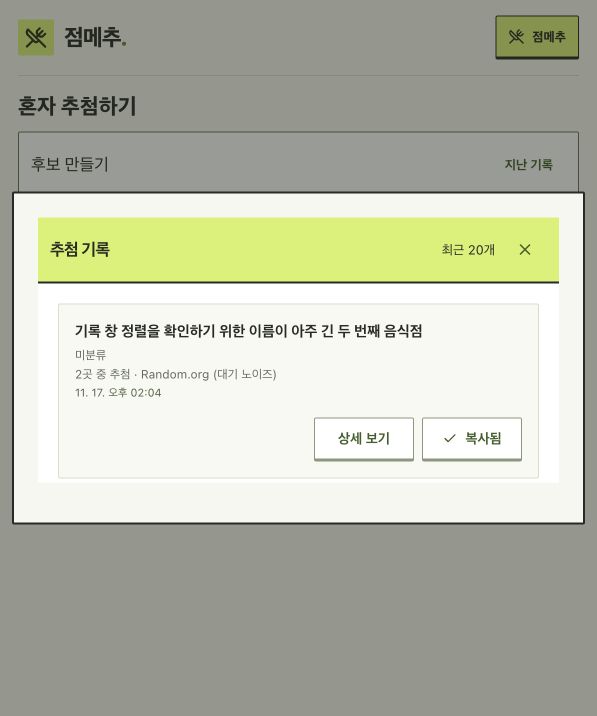 점메추.
점메추
혼자 추첨하기
후보 만들기
지난 기록
추첨 기록
최근 20개
기록 창 정렬을 확인하기 위한 이름이 아주 긴 두 번째 음식점
미분류
2곳 중 추첨 · Random.org (대기 노이즈)
11. 17. 오후 02:04
상세 보기
복사됨